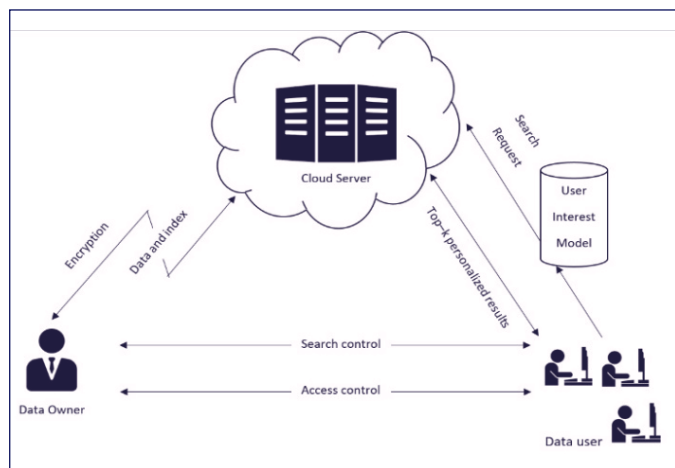 Cloud Server
Search
Request
User
Interest
Model
Encryption
Data and index
Top-k personalized results
Search control
Access control
Data Owner
Data user